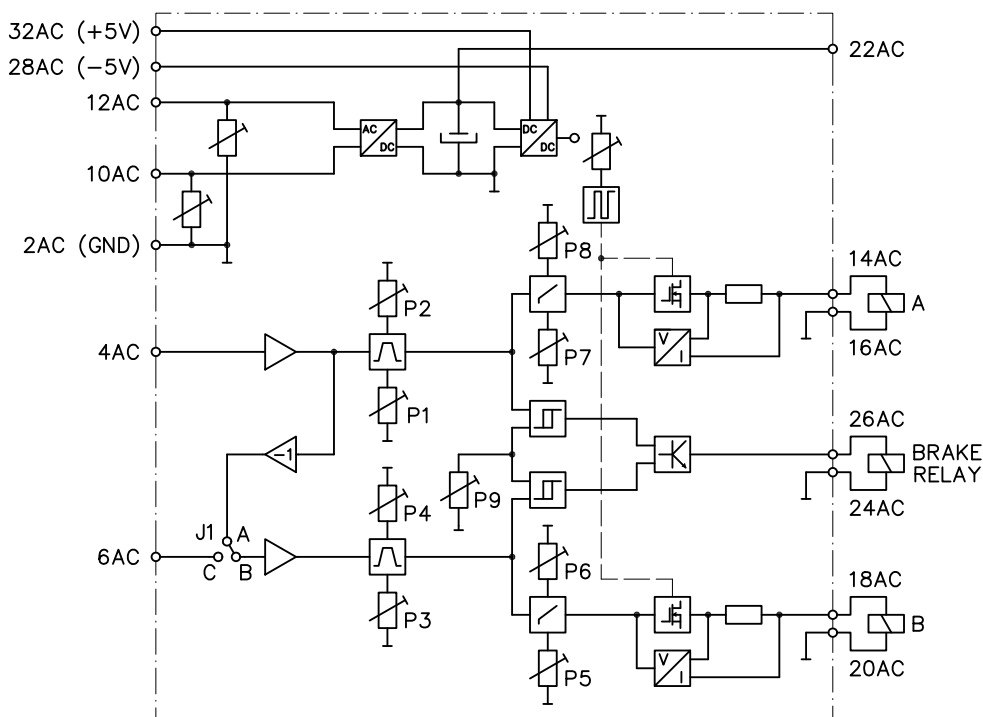 32AC (+5V)
28AC (−5V)
12AC
10AC
2AC (GND)
22AC
AC
DC
DC
DC
P8
P7
14AC
A
16AC
V
I
4AC
P2
P1
−1
26AC
BRAKE
RELAY
24AC
P9
P4
P3
J1
A
C
B
6AC
P6
P5
18AC
B
20AC
V
I